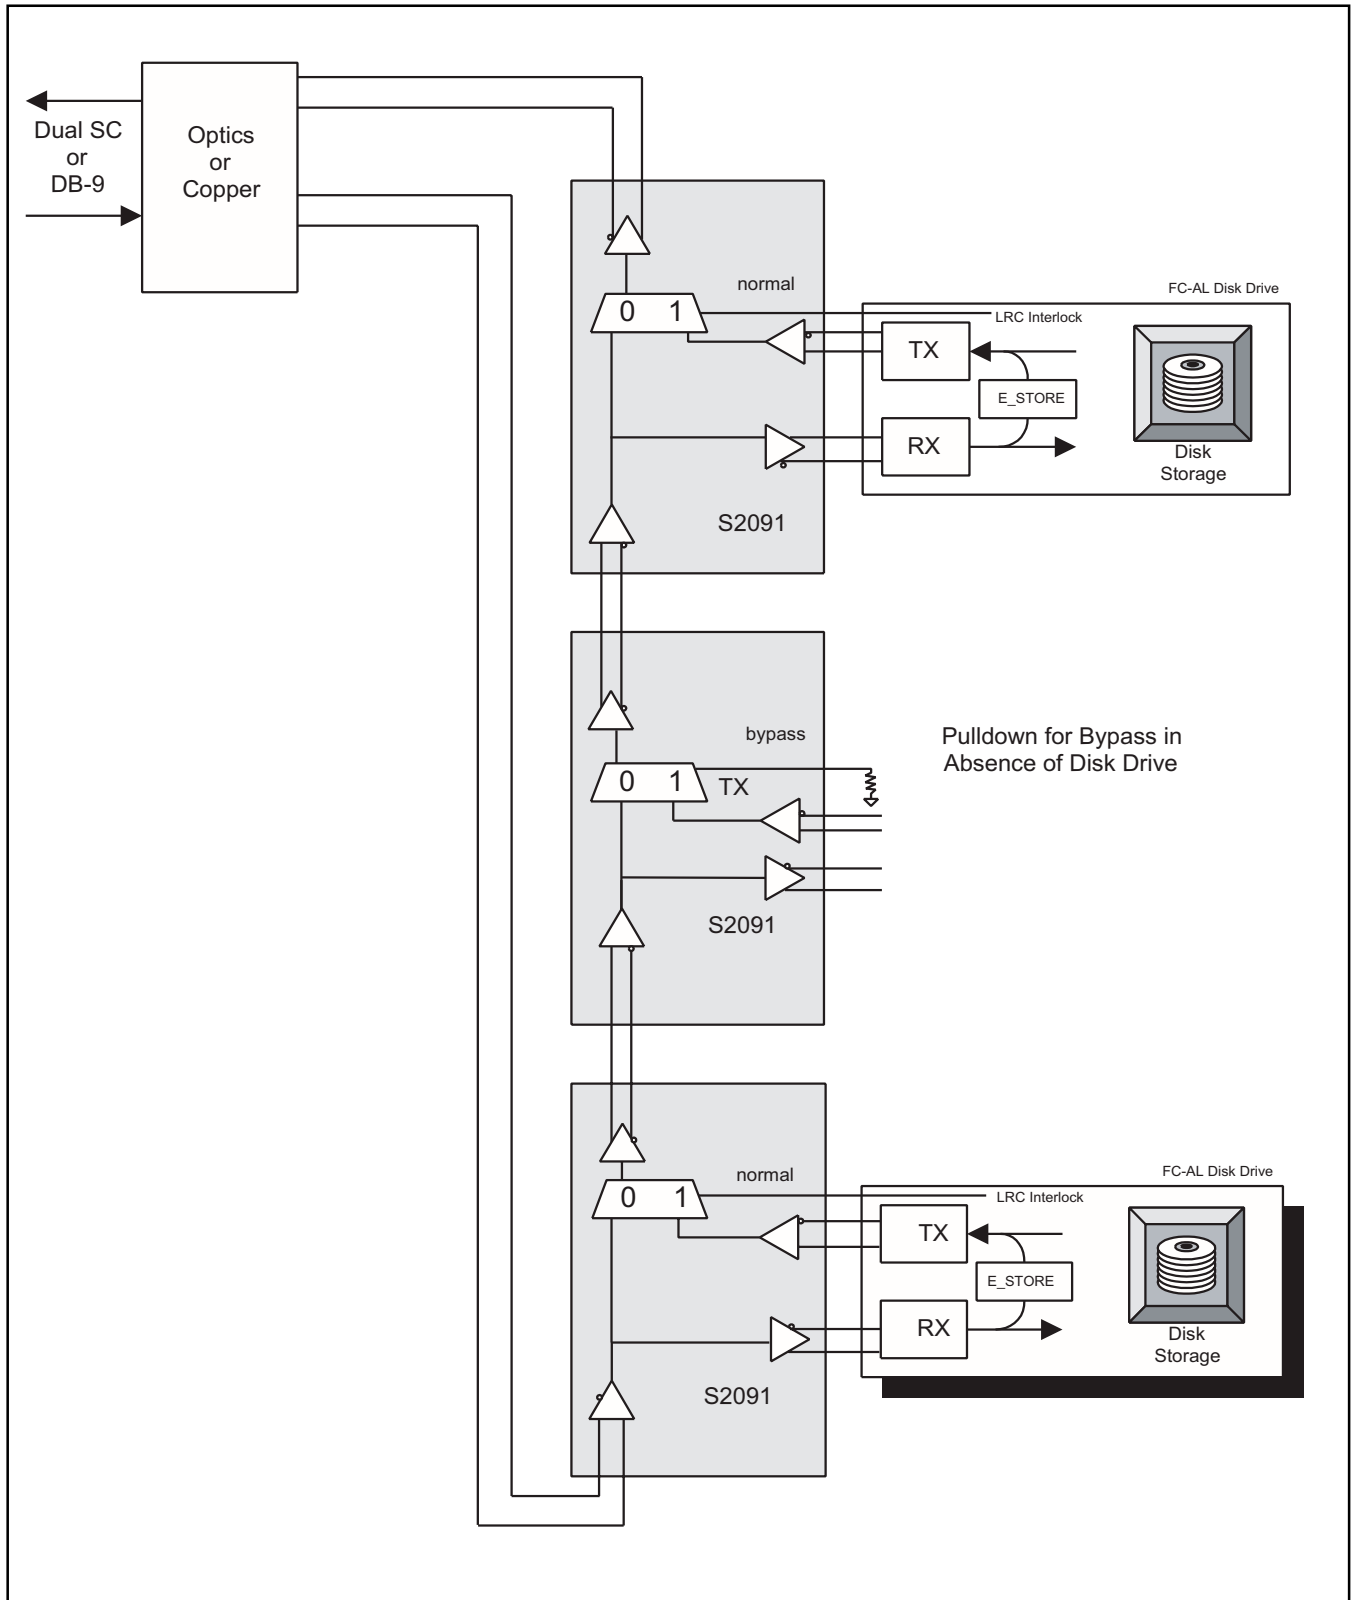 Dual SC
or
DB-9
Optics
or
Copper
normal
0 1
FC-AL Disk Drive
LRC Interlock
TX
E_STORE
RX
Disk
Storage
S2091
bypass
0 1
TX
Pulldown for Bypass in
Absence of Disk Drive
S2091
normal
0 1
FC-AL Disk Drive
LRC Interlock
TX
E_STORE
RX
Disk
Storage
S2091